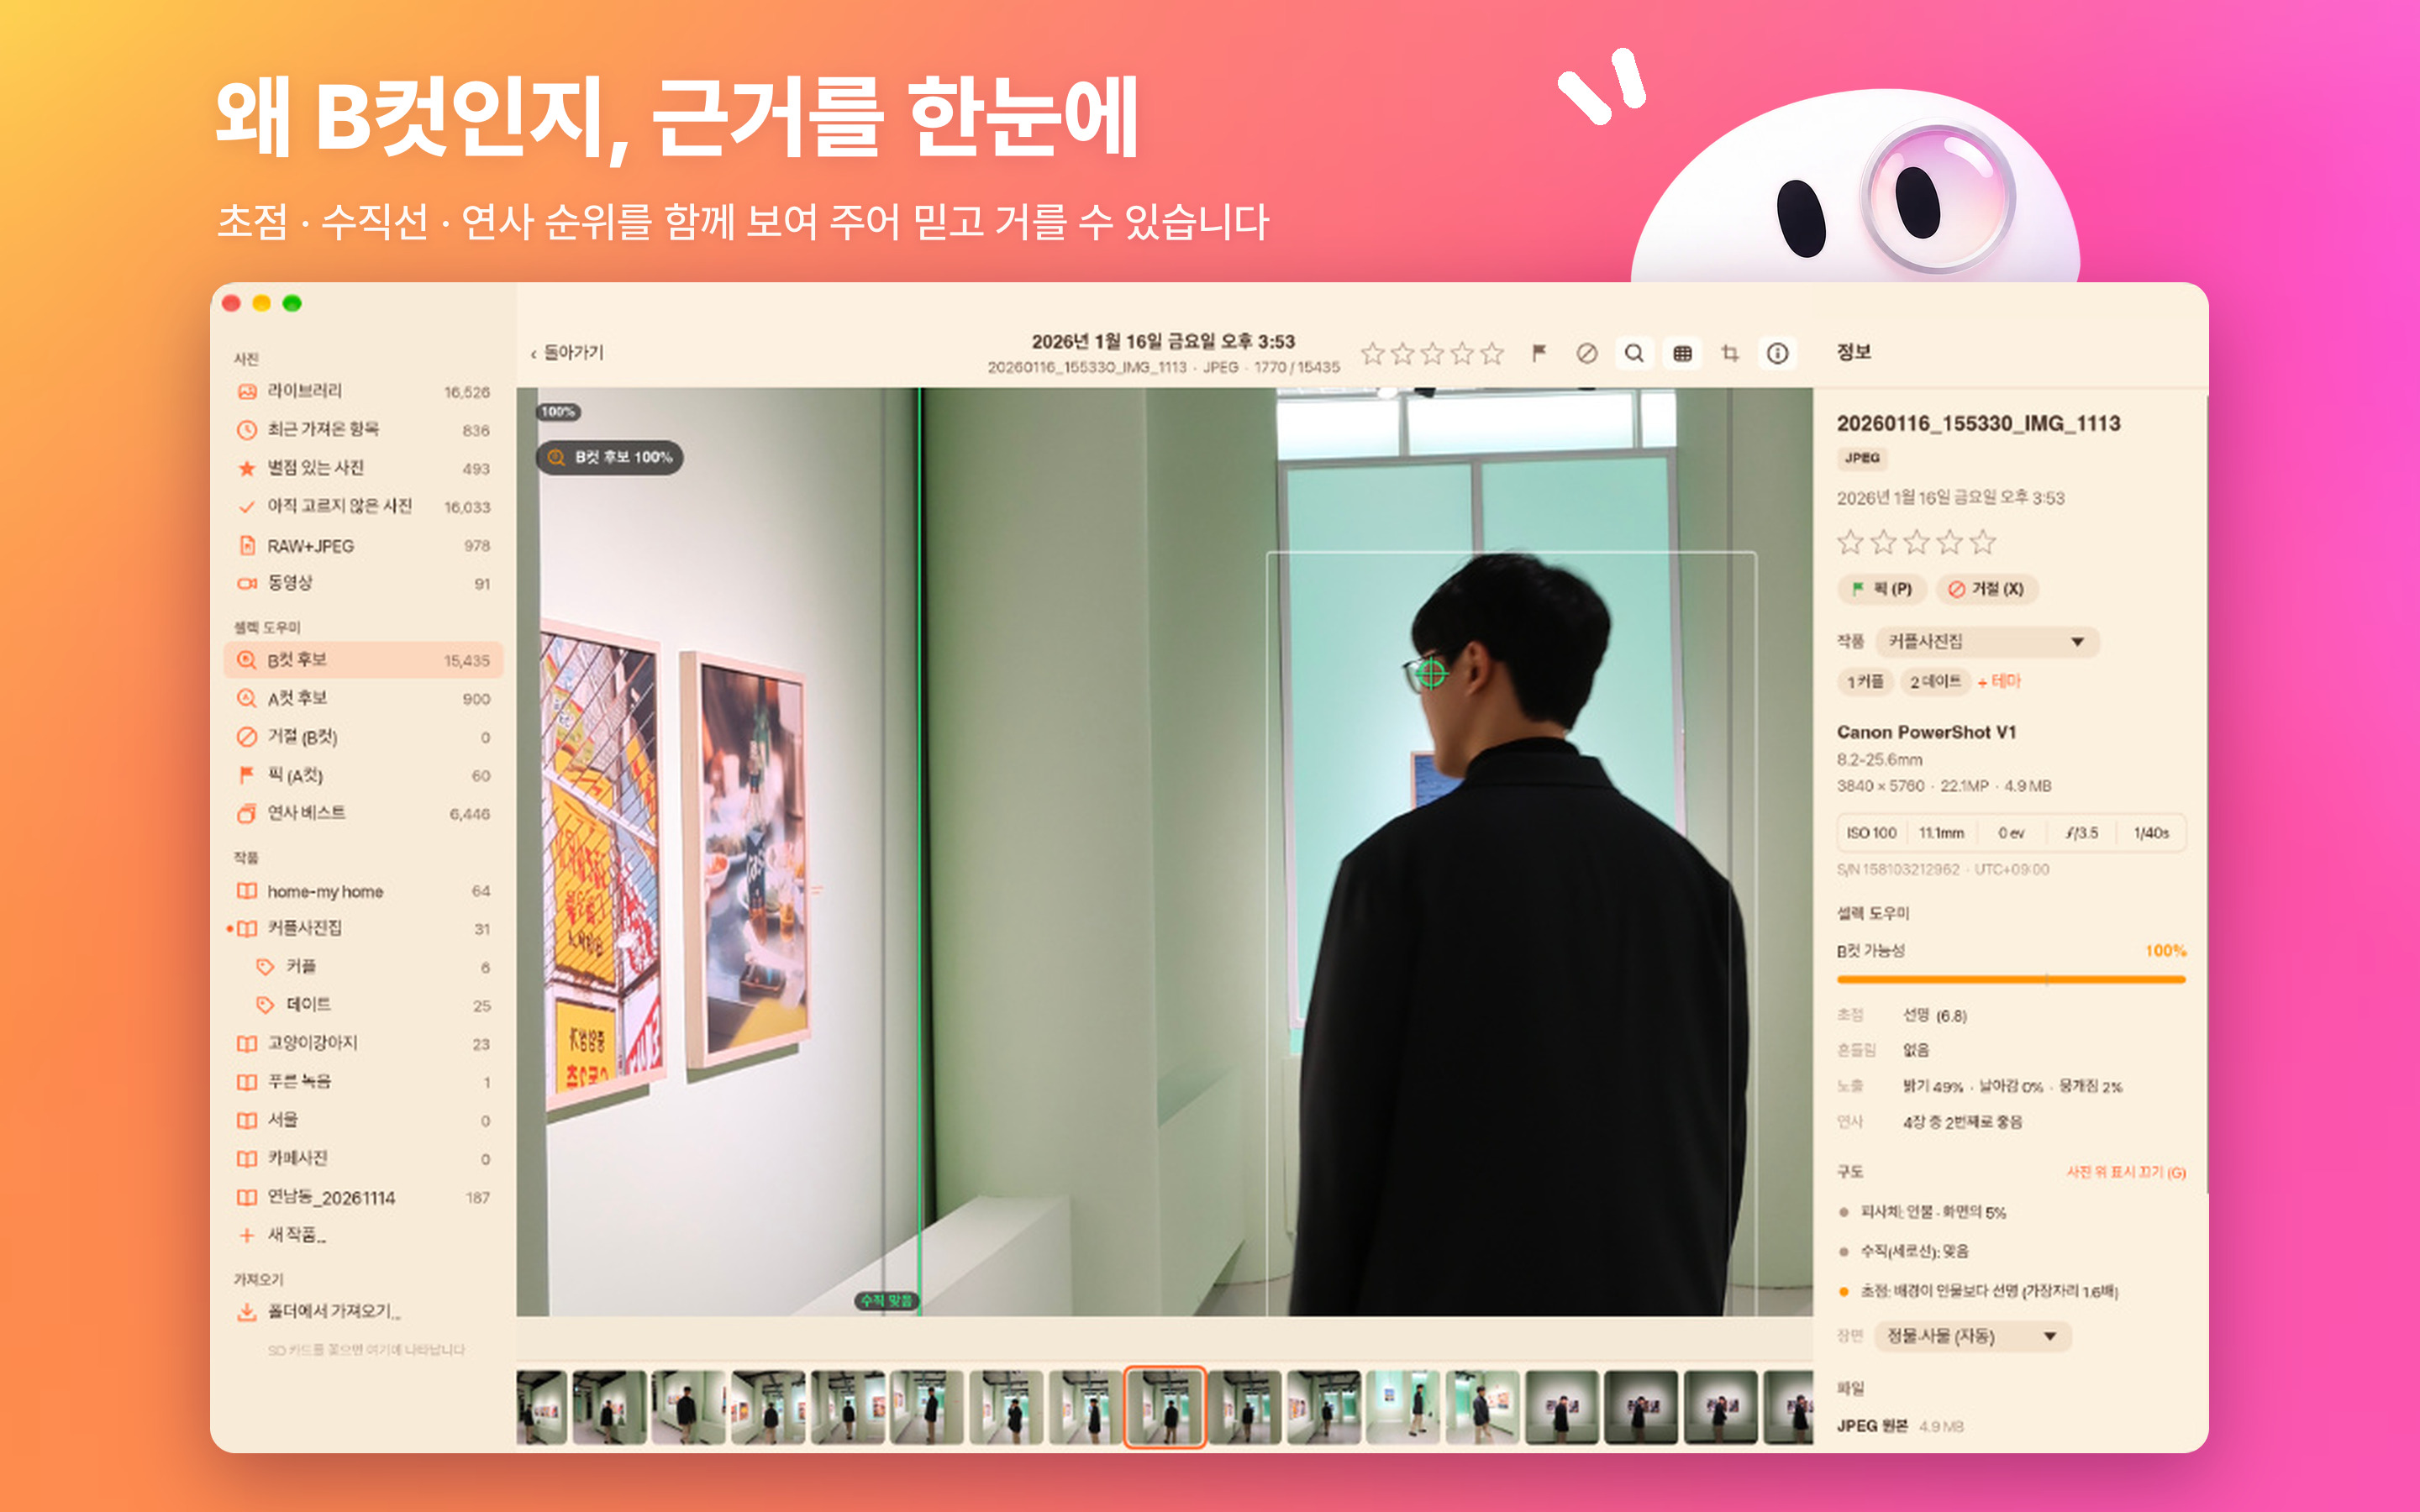 왜 B컷인지, 근거를 한눈에
초점 · 수직선 · 연사 순위를 함께 보여 주어 믿고 거를 수 있습니다
사진
라이브러리 16,526
최근 가져온 항목 836
별점 있는 사진 493
아직 고르지 않은 사진 16,033
RAW+JPEG 978
동영상 91
셀렉 도우미
B컷 후보 15,435
A컷 후보 900
거절 (B컷) 0
픽 (A컷) 60
연사 베스트 6,446
작품
home-my home 64
커플사진집 31
커플 6
데이트 25
고양이강아지 23
푸른 녹음 1
서울 0
카페사진 0
연남동_20261114 187
새 작품...
가져오기
폴더에서 가져오기...
SD 카드를 꽂으면 여기에 나타납니다
‹ 돌아가기
2026년 1월 16일 금요일 오후 3:53
20260116_155330_IMG_1113 · JPEG · 1770 / 15435
100%
B컷 후보 100%
수직 맞음
정보
20260116_155330_IMG_1113
JPEG
2026년 1월 16일 금요일 오후 3:53
픽 (P) 거절 (X)
작품 커플사진집
1 커플 2 데이트 + 테마
Canon PowerShot V1
8.2-25.6mm
3840 × 5760 · 22.1MP · 4.9 MB
ISO 100 11.1mm 0 ev ƒ/3.5 1/40s
S/N 158103212962 · UTC+09:00
셀렉 도우미
B컷 가능성 100%
초점 선명 (6.8)
흔들림 없음
노출 밝기 49% · 날아감 0% · 뭉개짐 2%
연사 4장 중 2번째로 좋음
구도 사진 위 표시 끄기 (G)
피사체: 인물 · 화면의 5%
수직(세로선): 맞음
초점: 배경이 인물보다 선명 (가장자리 1.6배)
장면 정물·사물 (자동)
파일
JPEG 원본 4.9 MB